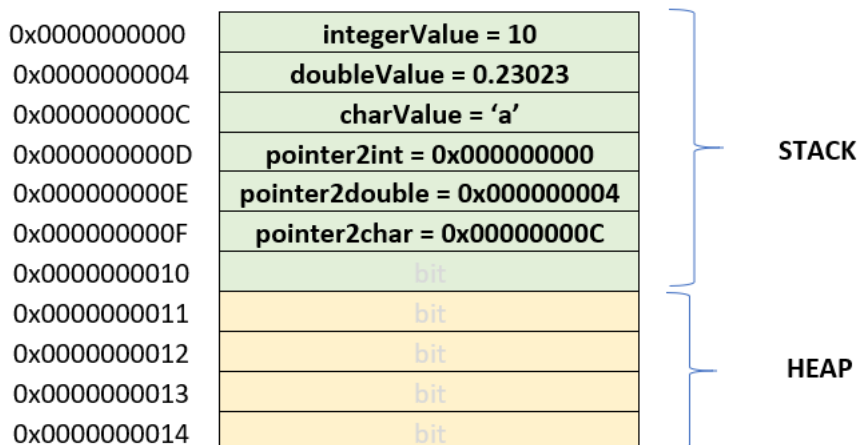 0x0000000000 integerValue = 10
0x0000000004 doubleValue = 0.23023
0x000000000C charValue = ‘a’
0x000000000D pointer2int = 0x000000000
0x000000000E pointer2double = 0x000000004
0x000000000F pointer2char = 0x00000000C
0x0000000010 bit
STACK
0x0000000011 bit
0x0000000012 bit
0x0000000013 bit
0x0000000014 bit
HEAP